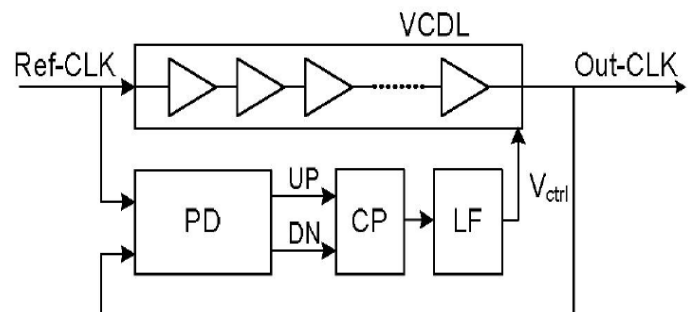 VCDL
Ref-CLK
Out-CLK
UP
PD
DN
CP
LF
Vctrl